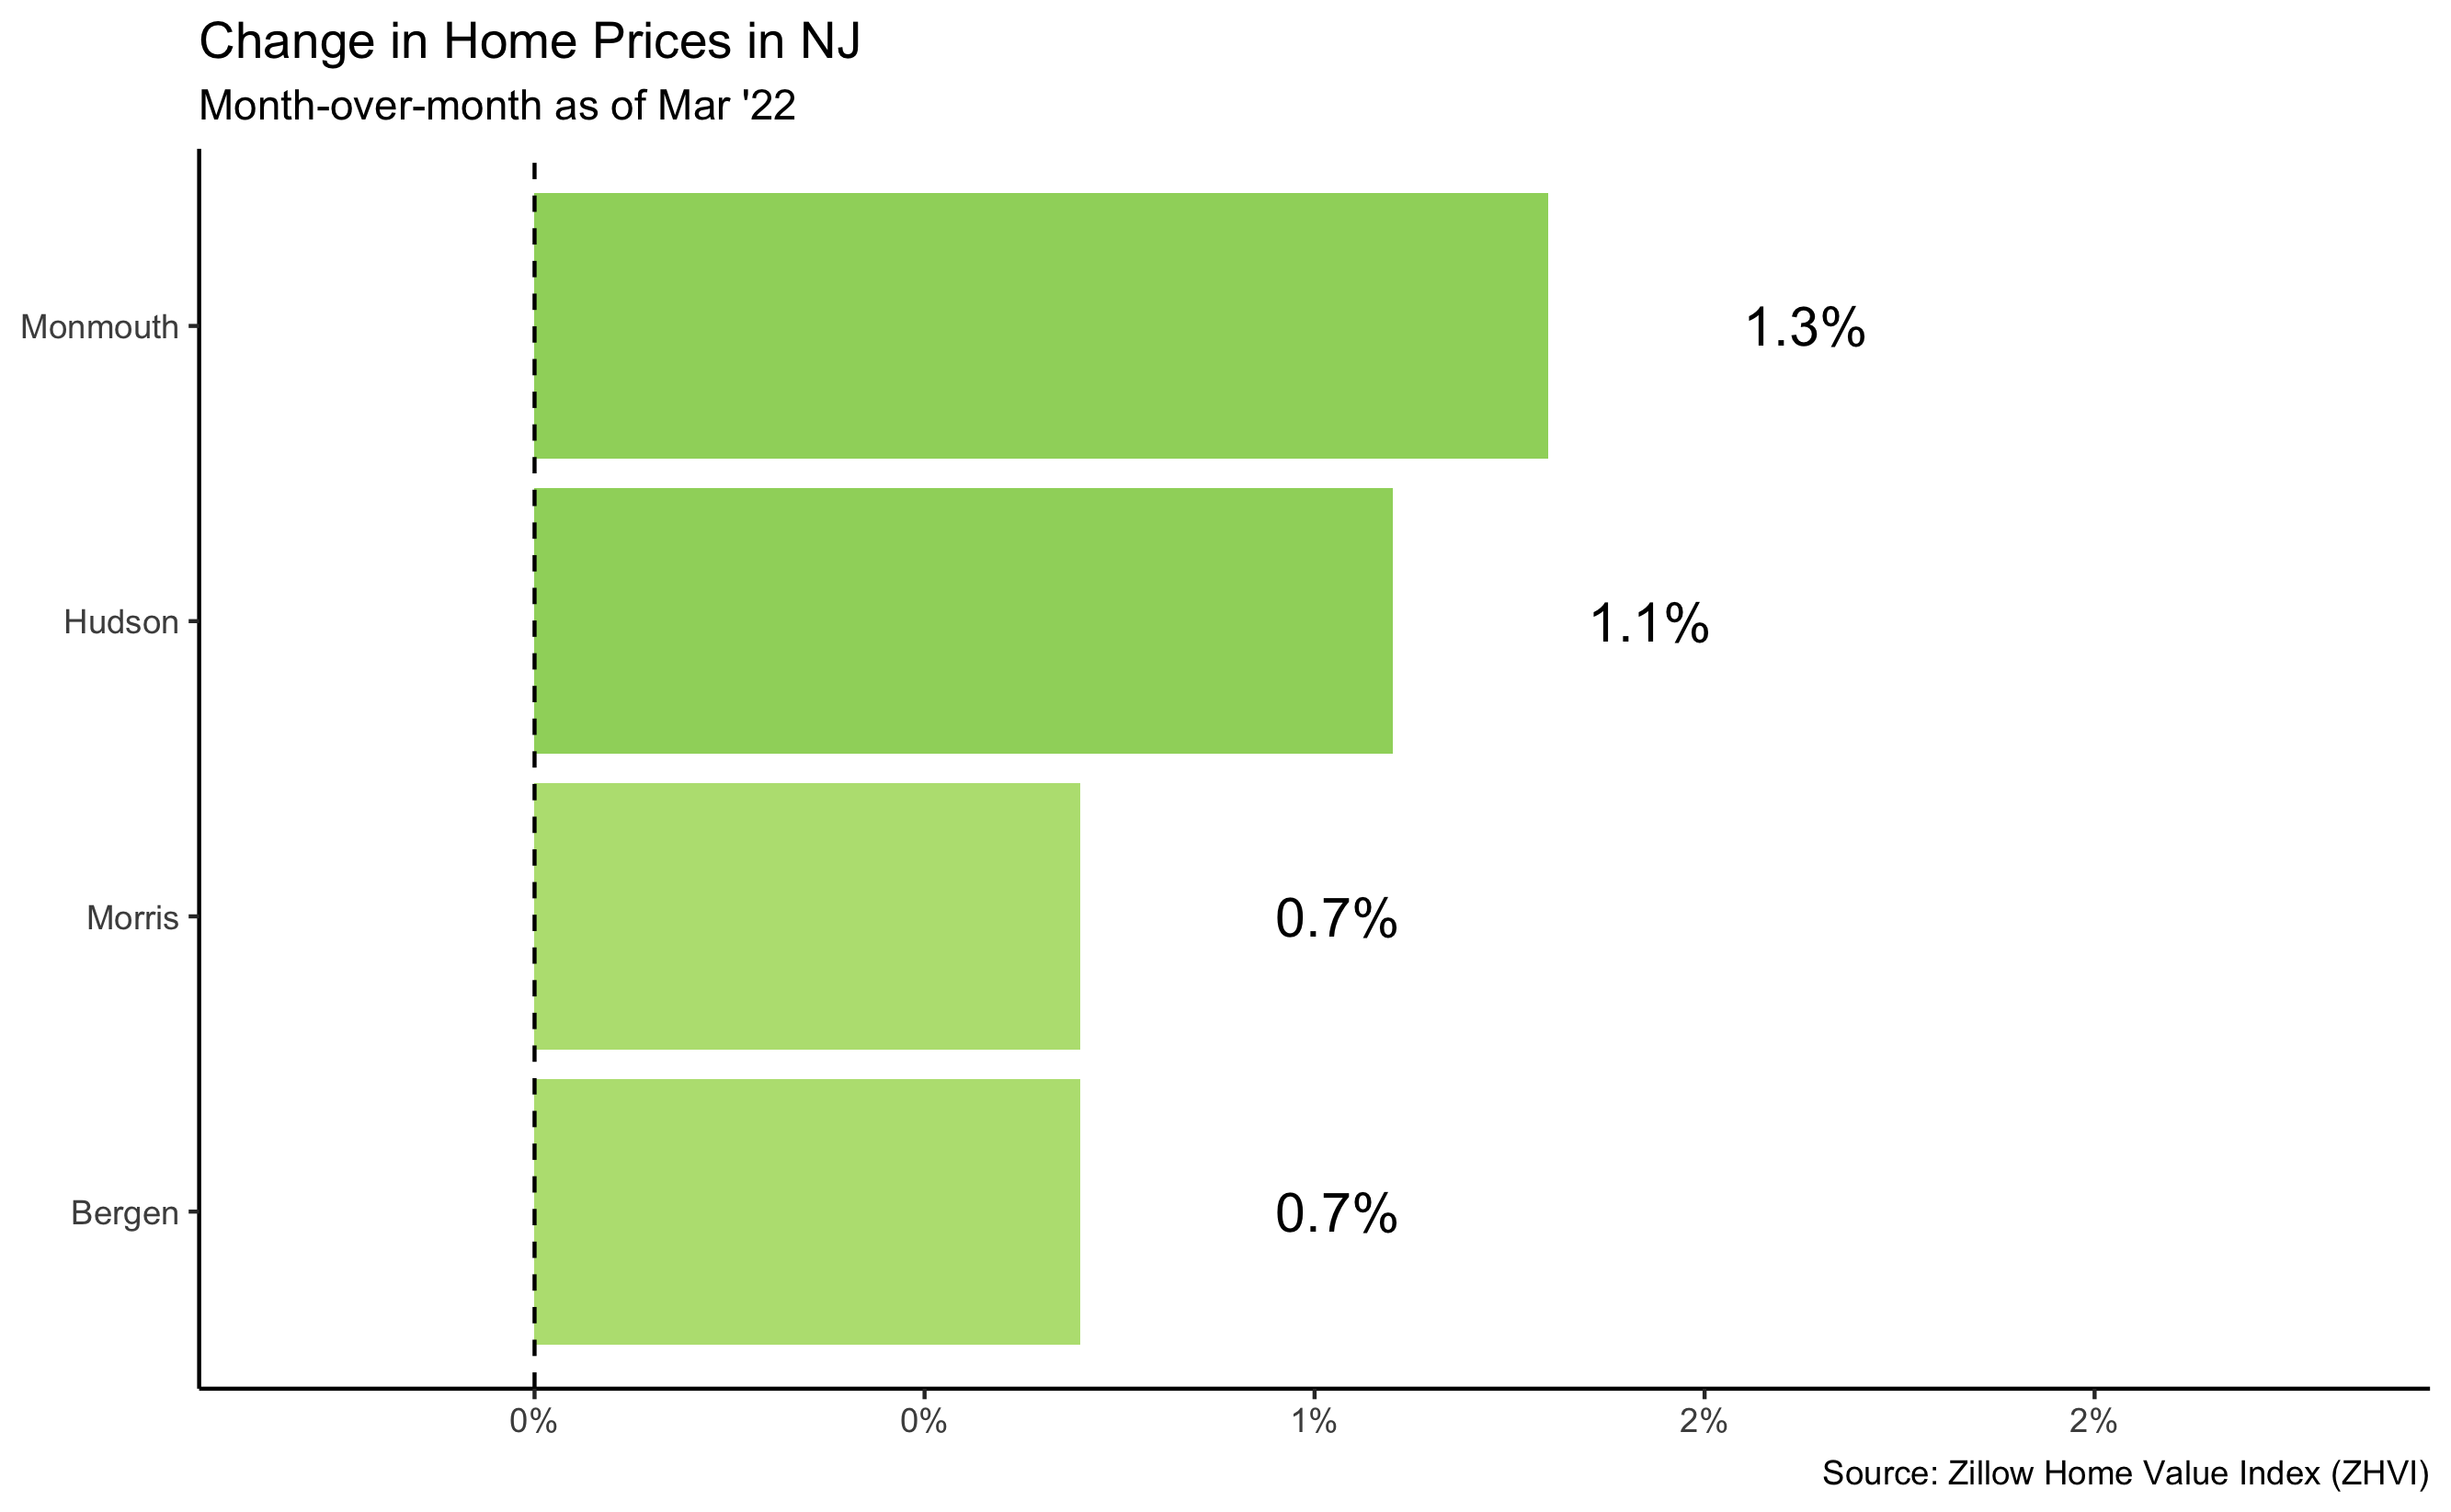 Change in Home Prices in NJ
Month-over-month as of Mar '22
Monmouth
1.3%
Hudson
1.1%
Morris
0.7%
Bergen
0.7%
0% 0% 1% 2% 2%
Source: Zillow Home Value Index (ZHVI)